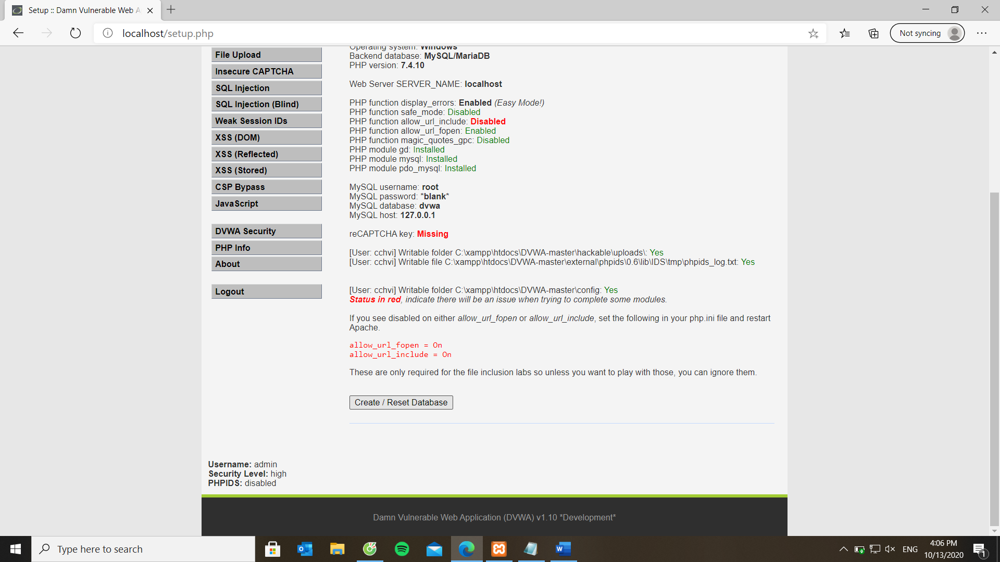 Setup :: Damn Vulnerable Web A
localhost/setup.php
Not syncing
File Upload
Insecure CAPTCHA
SQL Injection
SQL Injection (Blind)
Weak Session IDs
XSS (DOM)
XSS (Reflected)
XSS (Stored)
CSP Bypass
JavaScript
DVWA Security
PHP Info
About
Logout
Operating system: Windows
Backend database: MySQL/MariaDB
PHP version: 7.4.10
Web Server SERVER_NAME: localhost
PHP function display_errors: Enabled (Easy Mode!)
PHP function safe_mode: Disabled
PHP function allow_url_include: Disabled
PHP function allow_url_fopen: Enabled
PHP function magic_quotes_gpc: Disabled
PHP module gd: Installed
PHP module mysql: Installed
PHP module pdo_mysql: Installed
MySQL username: root
MySQL password: *blank*
MySQL database: dvwa
MySQL host: 127.0.0.1
reCAPTCHA key: Missing
[User: cchvi] Writable folder C:\xampp\htdocs\DVWA-master\hackable\uploads\: Yes
[User: cchvi] Writable file C:\xampp\htdocs\DVWA-master\external\phpids\0.6\lib\IDS\tmp\phpids_log.txt: Yes
[User: cchvi] Writable folder C:\xampp\htdocs\DVWA-master\config: Yes
Status in red, indicate there will be an issue when trying to complete some modules.
If you see disabled on either allow_url_fopen or allow_url_include, set the following in your php.ini file and restart
Apache.
allow_url_fopen = On
allow_url_include = On
These are only required for the file inclusion labs so unless you want to play with those, you can ignore them.
Create / Reset Database
Username: admin
Security Level: high
PHPIDS: disabled
Damn Vulnerable Web Application (DVWA) v1.10 *Development*
Type here to search
ENG
4:06 PM
10/13/2020
1